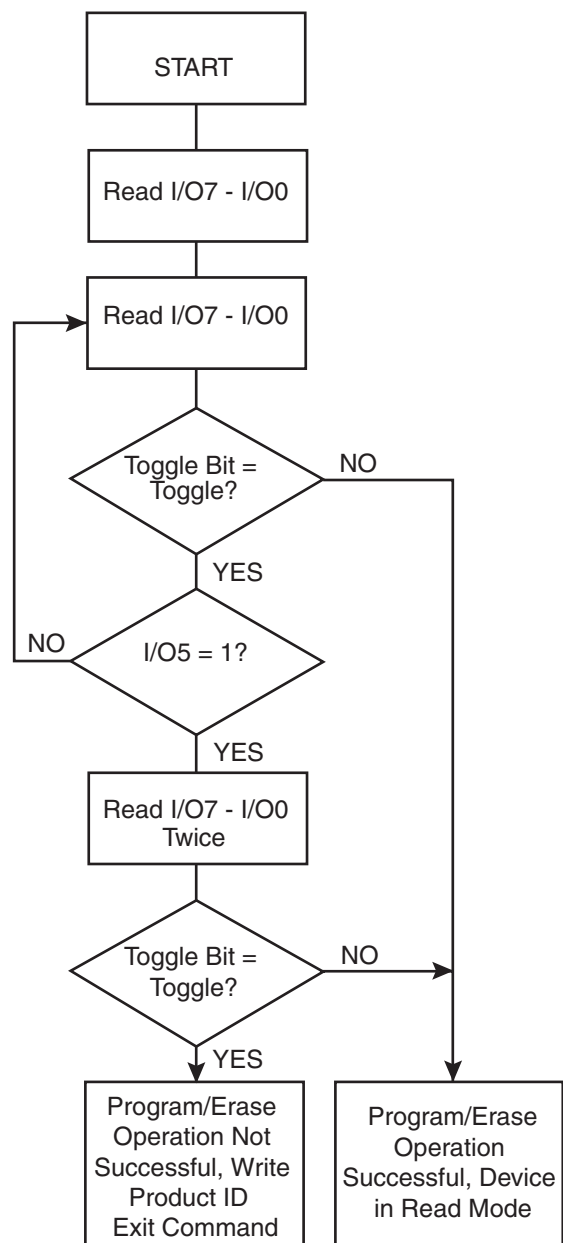 START
Read I/O7 - I/O0
Read I/O7 - I/O0
Toggle Bit =
Toggle?
NO
YES
I/O5 = 1?
NO
YES
Read I/O7 - I/O0
Twice
Toggle Bit =
Toggle?
NO
YES
Program/Erase
Operation Not
Successful, Write
Product ID
Exit Command
Program/Erase
Operation
Successful, Device
in Read Mode